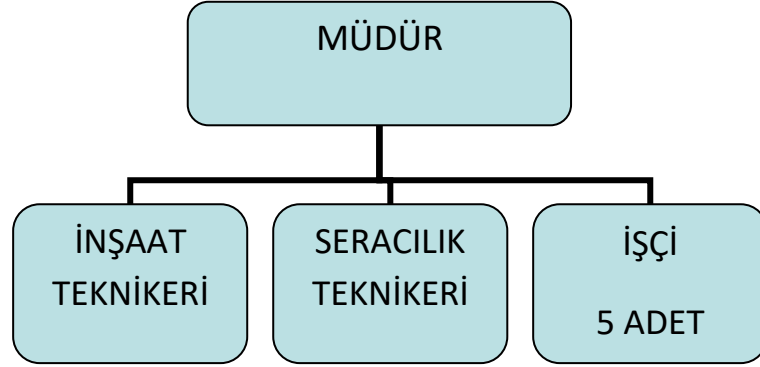 MÜDÜR
İNŞAAT
TEKNİKERİ
SERACILIK
TEKNİKERİ
İŞÇİ
5 ADET